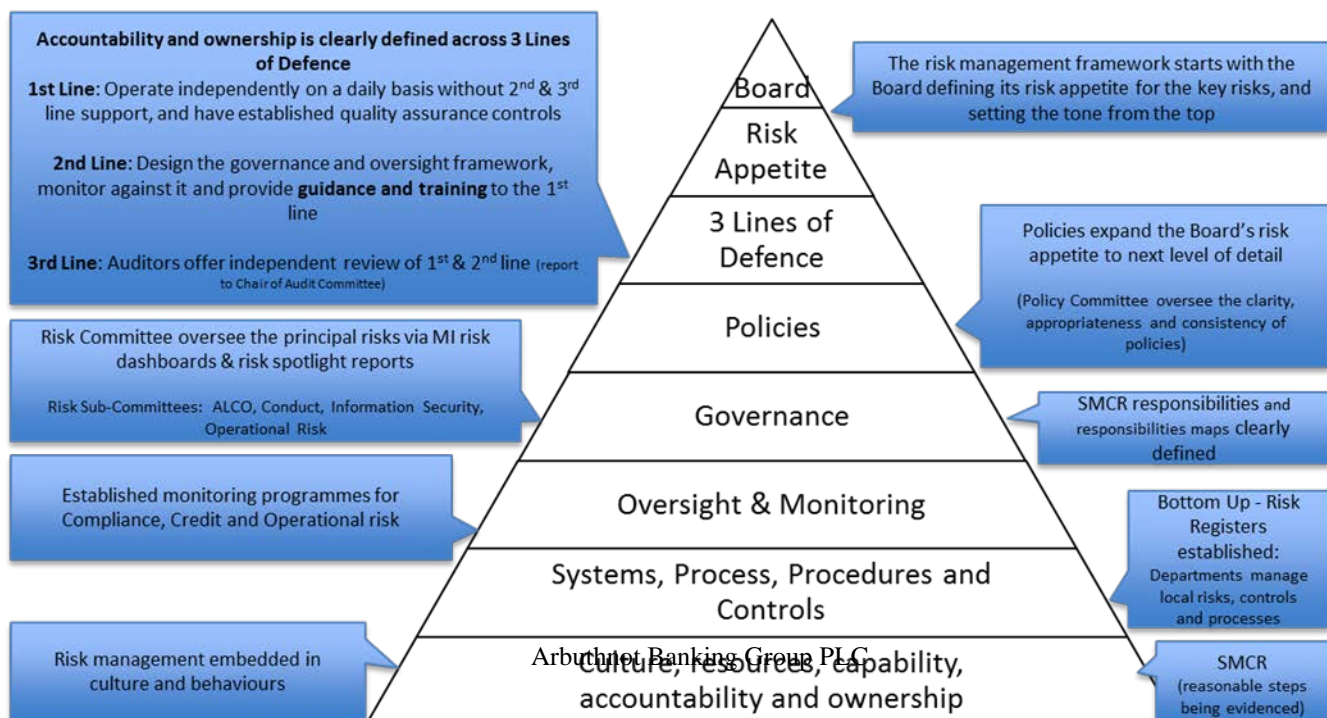 Accountability and ownership is clearly defined across 3 Lines
of Defence
1st Line: Operate independently on a daily basis without 2nd & 3rd
line support, and have established quality assurance controls
2nd Line: Design the governance and oversight framework,
monitor against it and provide guidance and training to the 1st
line
3rd Line: Auditors offer independent review of 1st & 2nd line (report
to Chair of Audit Committee)
Risk Committee oversee the principal risks via MI risk
dashboards & risk spotlight reports
Risk Sub-Committees: ALCO, Conduct, Information Security,
Operational Risk
Established monitoring programmes for
Compliance, Credit and Operational risk
Risk management embedded in
culture and behaviours
Board
Risk
Appetite
3 Lines of
Defence
Policies
Governance
Oversight & Monitoring
Systems, Process, Procedures and
Controls
Culture, resources, capability,
accountability and ownership
Arbuthnot Banking Group PLC
The risk management framework starts with the
Board defining its risk appetite for the key risks, and
setting the tone from the top
Policies expand the Board's risk
appetite to next level of detail
(Policy Committee oversee the clarity,
appropriateness and consistency of
policies)
SMCR responsibilities and
responsibilities maps clearly
defined
Bottom Up - Risk
Registers
established:
Departments manage
local risks, controls
and processes
SMCR
(reasonable steps
being evidenced)